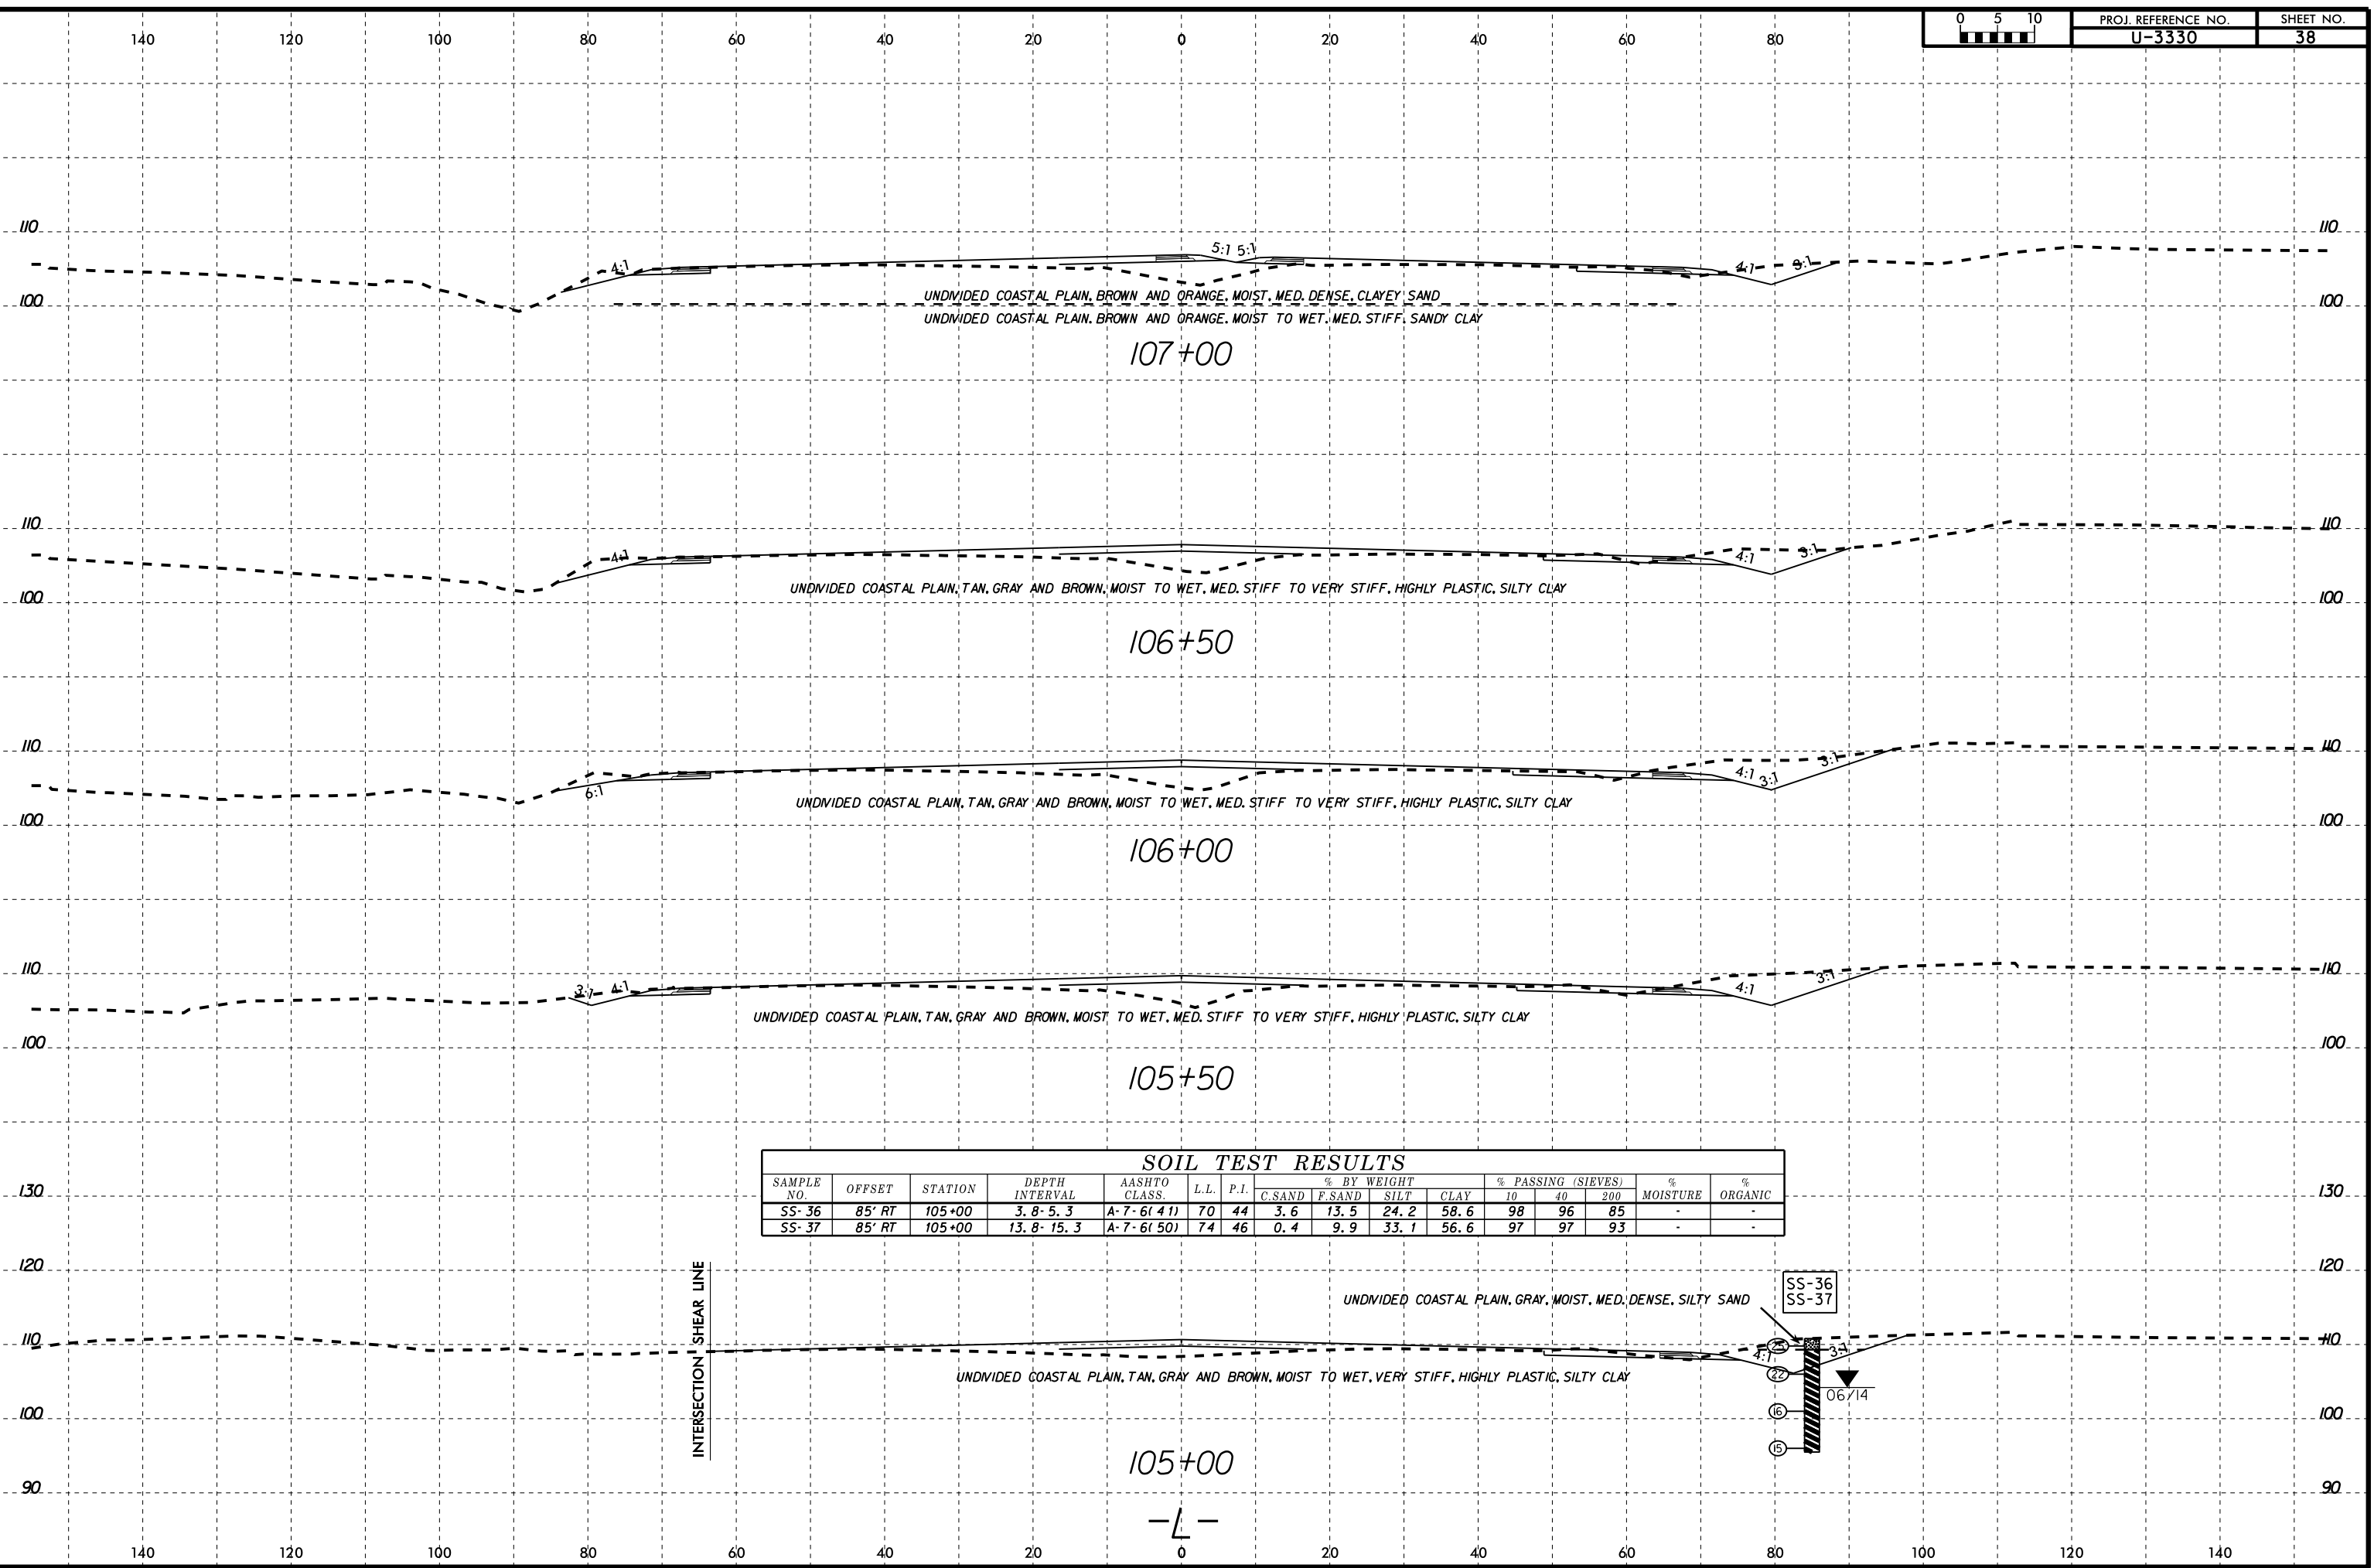 0 5 10 PROJ. REFERENCE NO. SHEET NO.
U-3330 38
140 120 100 80 60 40 20 0 20 40 60 80
110 110
5:1 5:1
4:1 4:1 3:1
UNDIVIDED COASTAL PLAIN, BROWN AND ORANGE, MOIST, MED. DENSE, CLAYEY SAND
100 100
UNDIVIDED COASTAL PLAIN, BROWN AND ORANGE, MOIST TO WET, MED. STIFF, SANDY CLAY
107+00
110 110
4:1 4:1 3:1
UNDIVIDED COASTAL PLAIN, TAN, GRAY AND BROWN, MOIST TO WET, MED. STIFF TO VERY STIFF, HIGHLY PLASTIC, SILTY CLAY
100 100
106+50
110 110
6:1 4:1 3:1 3:1
UNDIVIDED COASTAL PLAIN, TAN, GRAY AND BROWN, MOIST TO WET, MED. STIFF TO VERY STIFF, HIGHLY PLASTIC, SILTY CLAY
100 100
106+00
110 110
3:1 4:1 4:1 3:1
UNDIVIDED COASTAL PLAIN, TAN, GRAY AND BROWN, MOIST TO WET, MED. STIFF TO VERY STIFF, HIGHLY PLASTIC, SILTY CLAY
100 100
105+50
SOIL TEST RESULTS
SAMPLE NO. OFFSET STATION DEPTH INTERVAL AASHTO CLASS. L.L. P.I. % BY WEIGHT % PASSING (SIEVES) % MOISTURE % ORGANIC
C.SAND F.SAND SILT CLAY 10 40 200
SS-36 85' RT 105+00 3.8-5.3 A-7-6(41) 70 44 3.6 13.5 24.2 58.6 98 96 85 - -
SS-37 85' RT 105+00 13.8-15.3 A-7-6(50) 74 46 0.4 9.9 33.1 56.6 97 97 93 - -
130 130
120 120
INTERSECTION SHEAR LINE
SS-36
SS-37
UNDIVIDED COASTAL PLAIN, GRAY, MOIST, MED. DENSE, SILTY SAND
110 110
25
4:1 3:1
22
UNDIVIDED COASTAL PLAIN, TAN, GRAY AND BROWN, MOIST TO WET, VERY STIFF, HIGHLY PLASTIC, SILTY CLAY
06/14
16
100 100
15
105+00
90 90
-L-
140 120 100 80 60 40 20 0 20 40 60 80 100 120 140